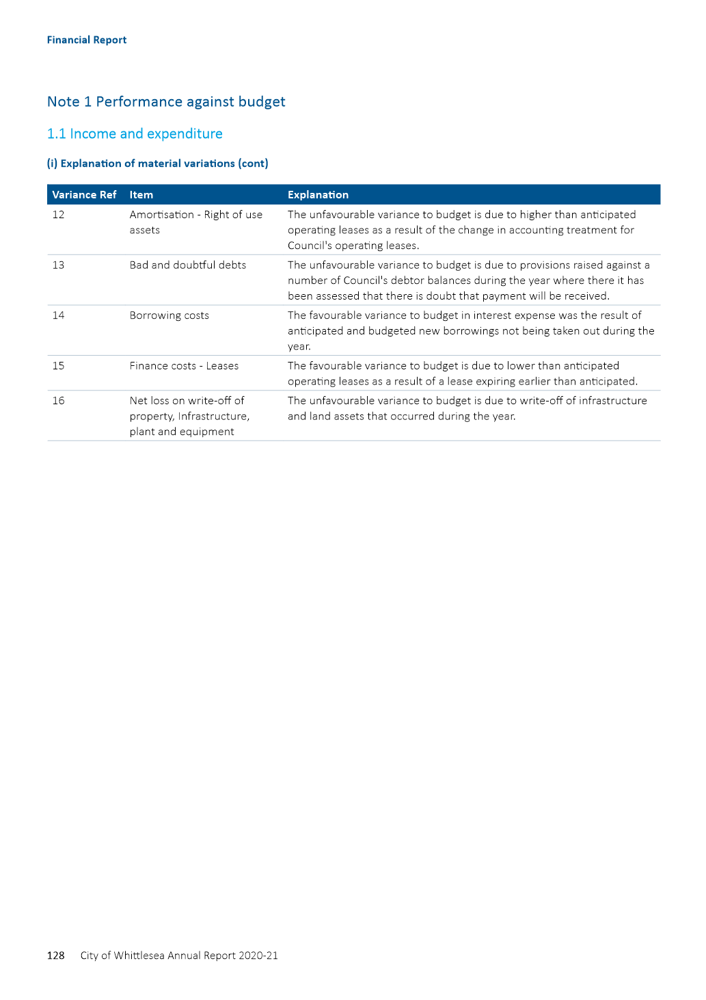 Financial Report
Note 1 Performance against budget
1.1 Income and expenditure
(i) Explanation of material variations (cont)
Variance Ref Item Explanation
12 Amortisation - Right of use The unfavourable variance to budget is due to higher than anticipated
assets operating leases as a result of the change in accounting treatment for
Council's operating leases.
13 Bad and doubtful debts The unfavourable variance to budget is due to provisions raised against a
number of Council's debtor balances during the year where there it has
been assessed that there is doubt that payment will be received.
14 Borrowing costs The favourable variance to budget in interest expense was the result of
anticipated and budgeted new borrowings not being taken out during the
year.
15 Finance costs - Leases The favourable variance to budget is due to lower than anticipated
operating leases as a result of a lease expiring earlier than anticipated.
16 Net loss on write-off of The unfavourable variance to budget is due to write-off of infrastructure
property, Infrastructure, and land assets that occurred during the year.
plant and equipment
128 City of Whittlesea Annual Report 2020-21